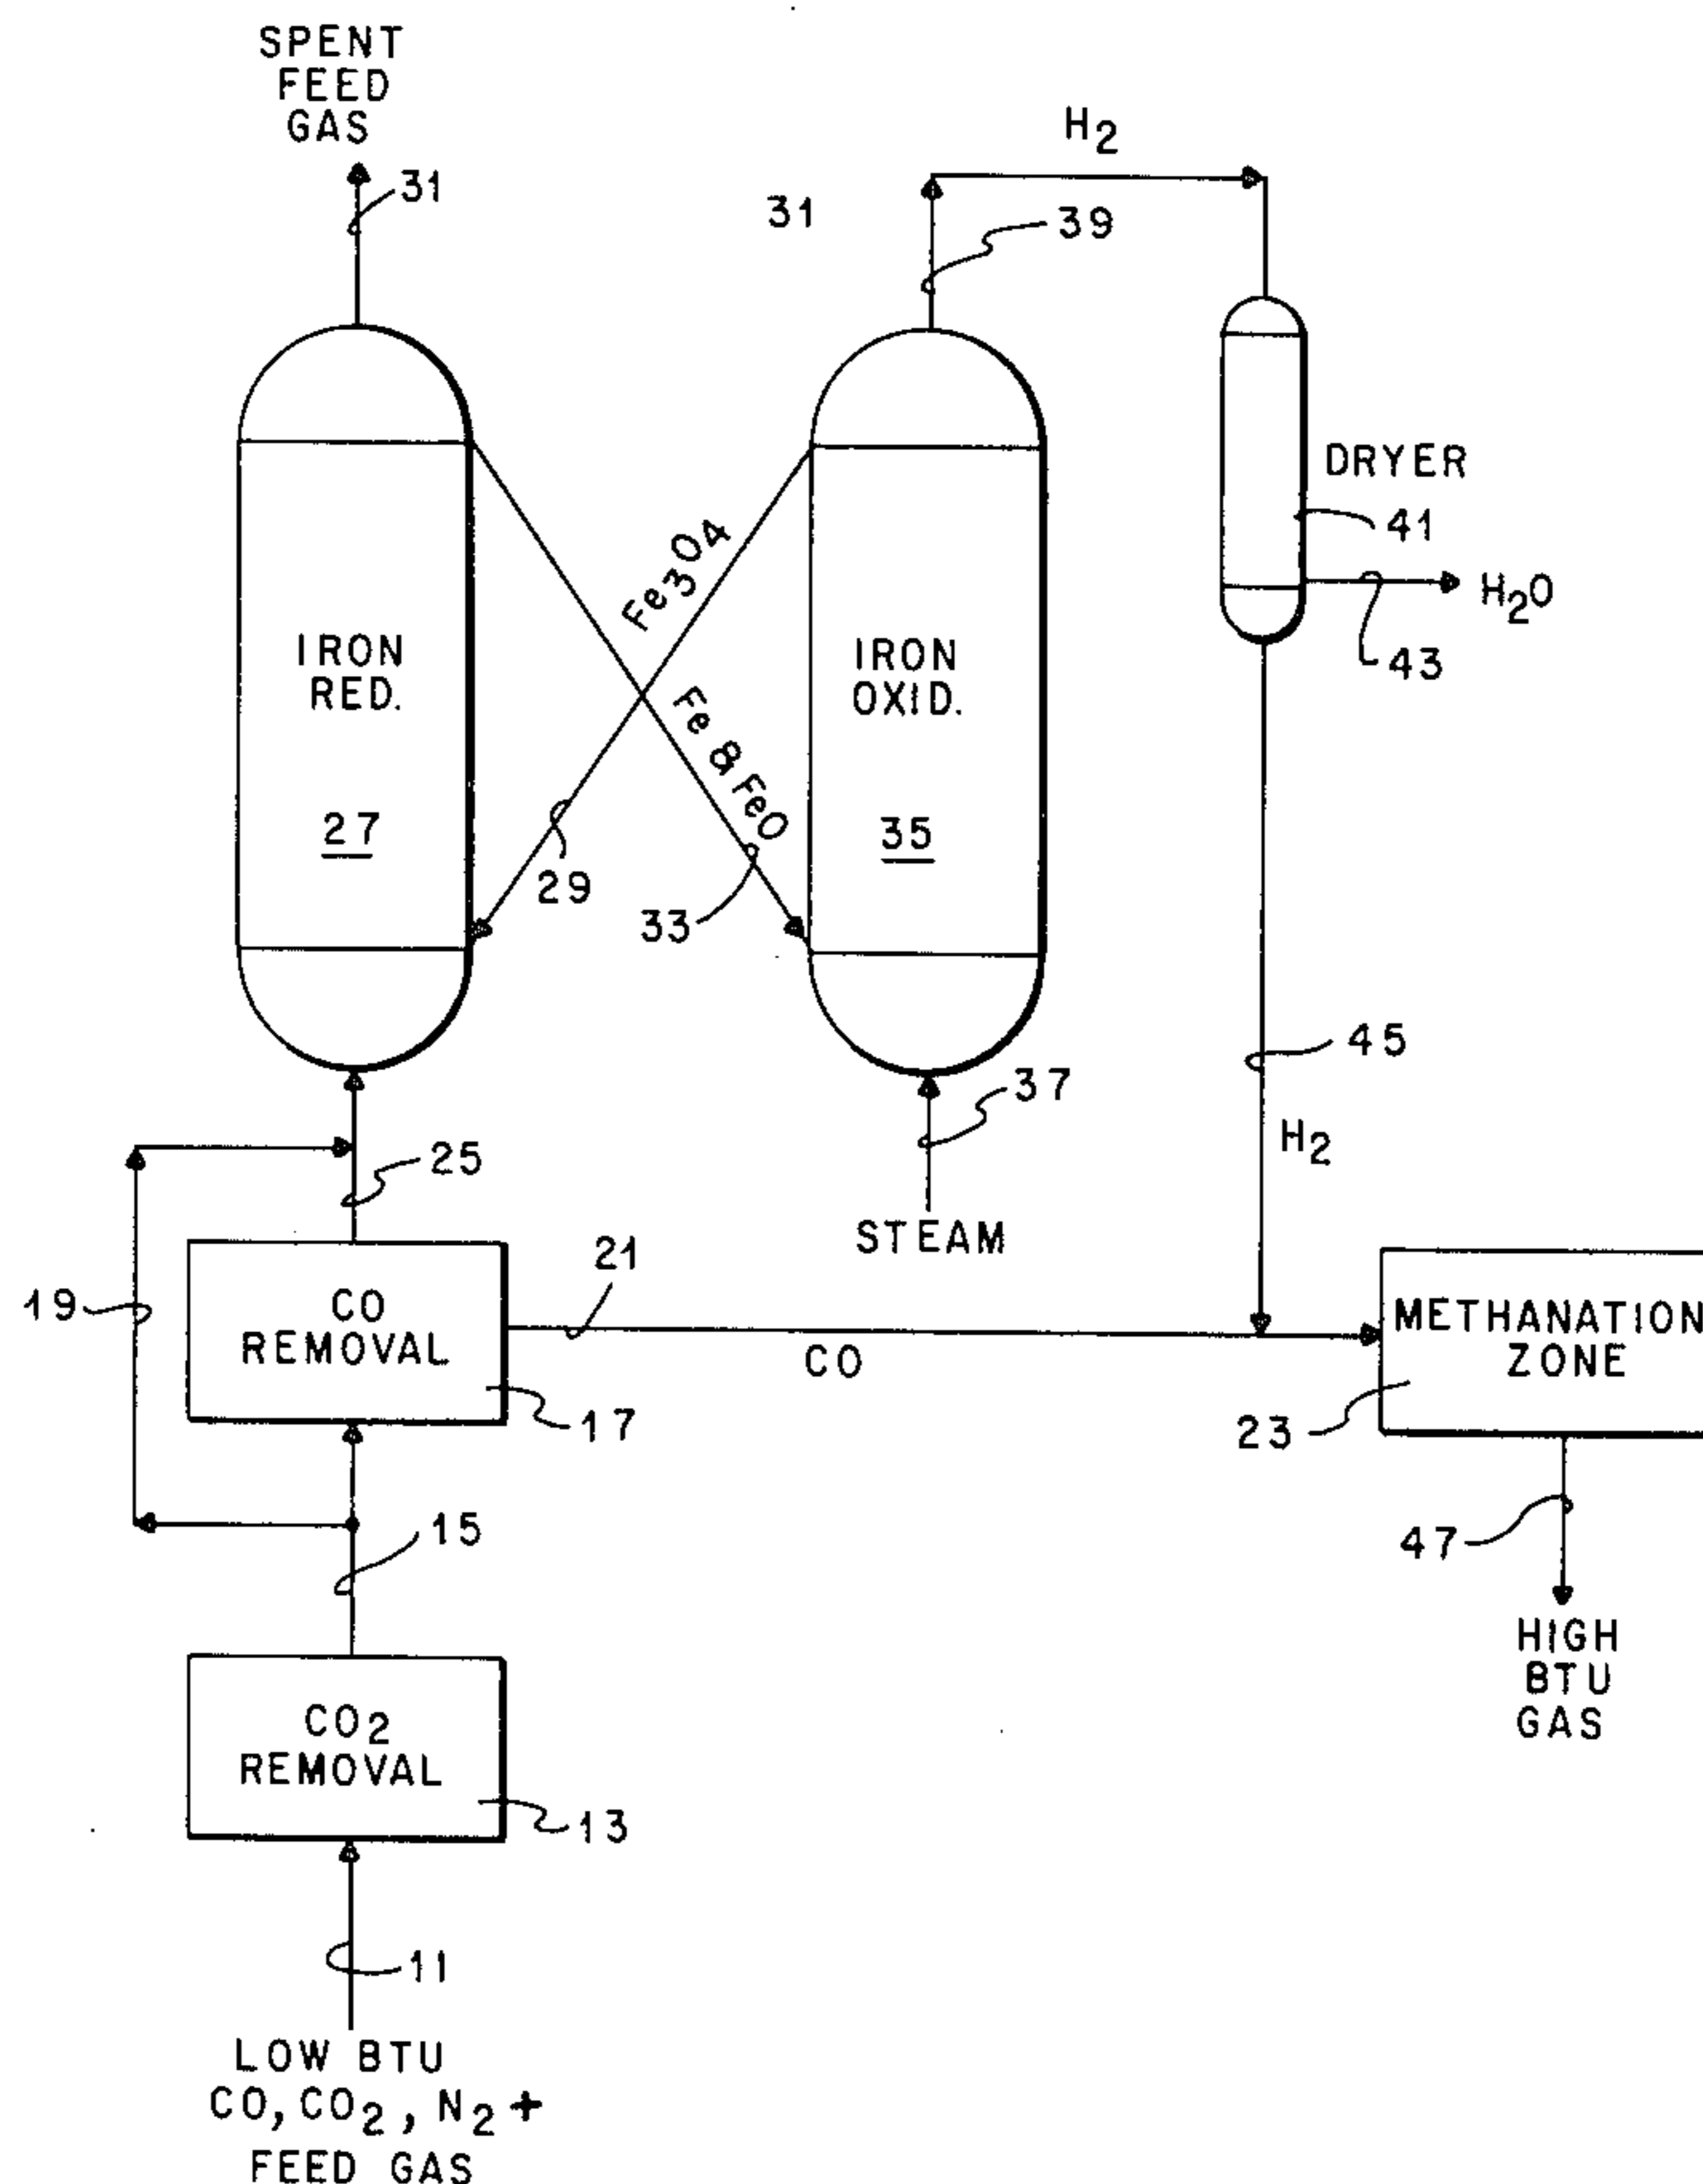 SPENT
FEED
GAS
31
H2
31
39
DRYER
41
H2O
43
Fe3O4
Fe & FeO
IRON
RED.
27
IRON
OXID.
35
29
33
45
H2
37
STEAM
25
19
CO
REMOVAL
17
21
CO
METHANATION
ZONE
23
47
HIGH
BTU
GAS
15
CO2
REMOVAL
13
11
LOW BTU
CO, CO2, N2 +
FEED GAS